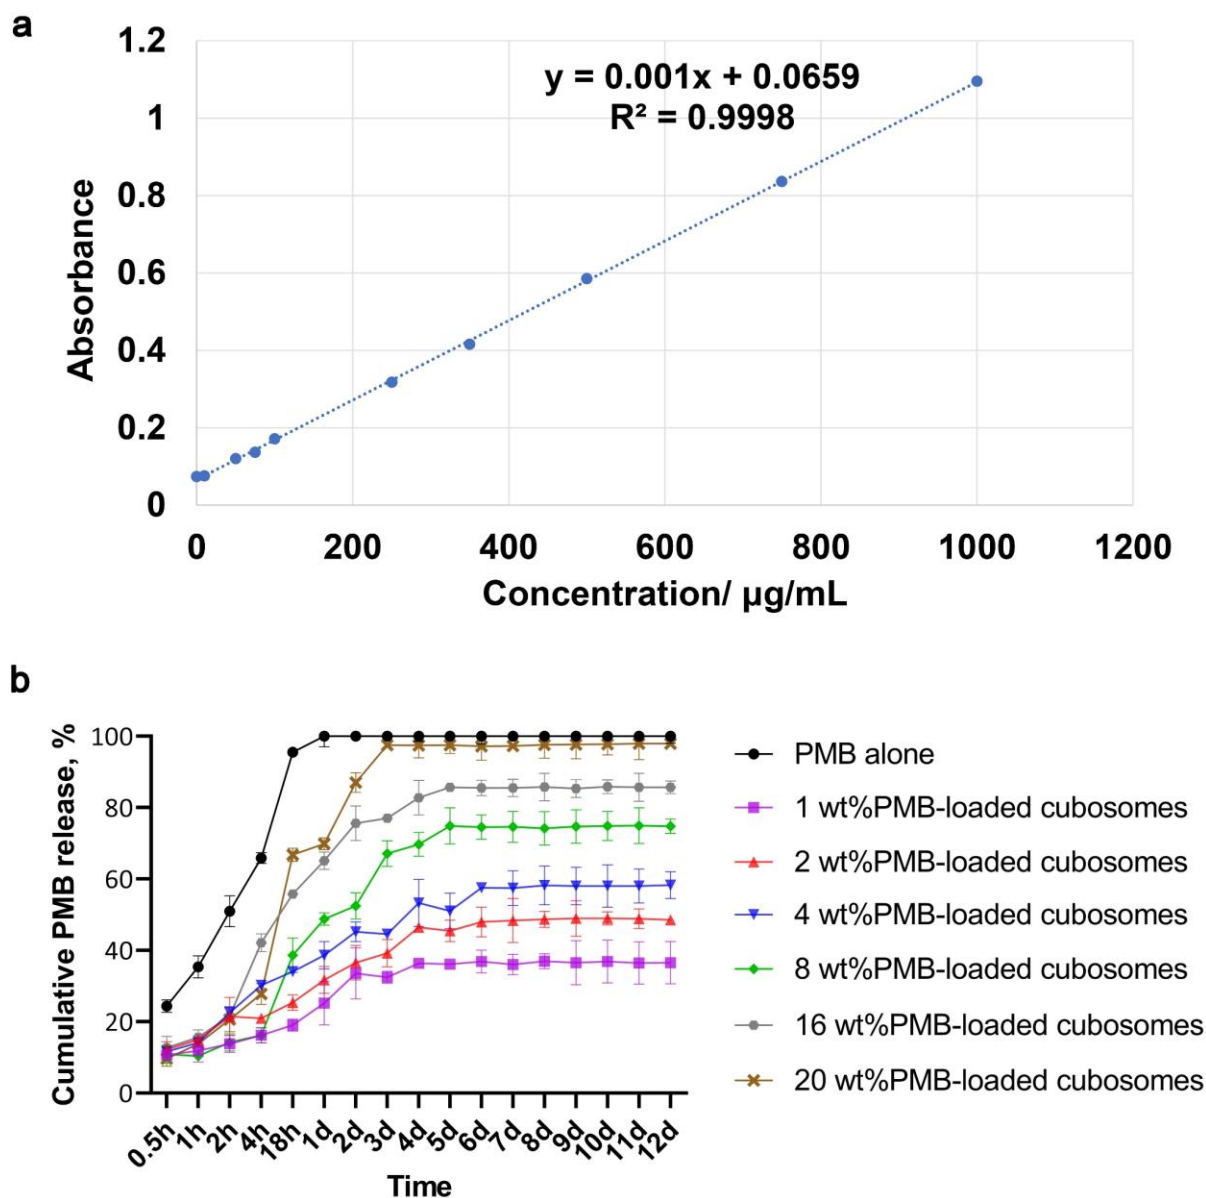 a
1.2
1
0.8
0.6
0.4
0.2
0
Absorbance
y = 0.001x + 0.0659
R² = 0.9998
0 200 400 600 800 1000 1200
Concentration/ µg/mL
b
100
80
60
40
20
0
Cumulative PMB release, %
0.5h 1h 2h 4h 18h 1d 2d 3d 4d 5d 6d 7d 8d 9d 10d 11d 12d
Time
PMB alone
1 wt%PMB-loaded cubosomes
2 wt%PMB-loaded cubosomes
4 wt%PMB-loaded cubosomes
8 wt%PMB-loaded cubosomes
16 wt%PMB-loaded cubosomes
20 wt%PMB-loaded cubosomes